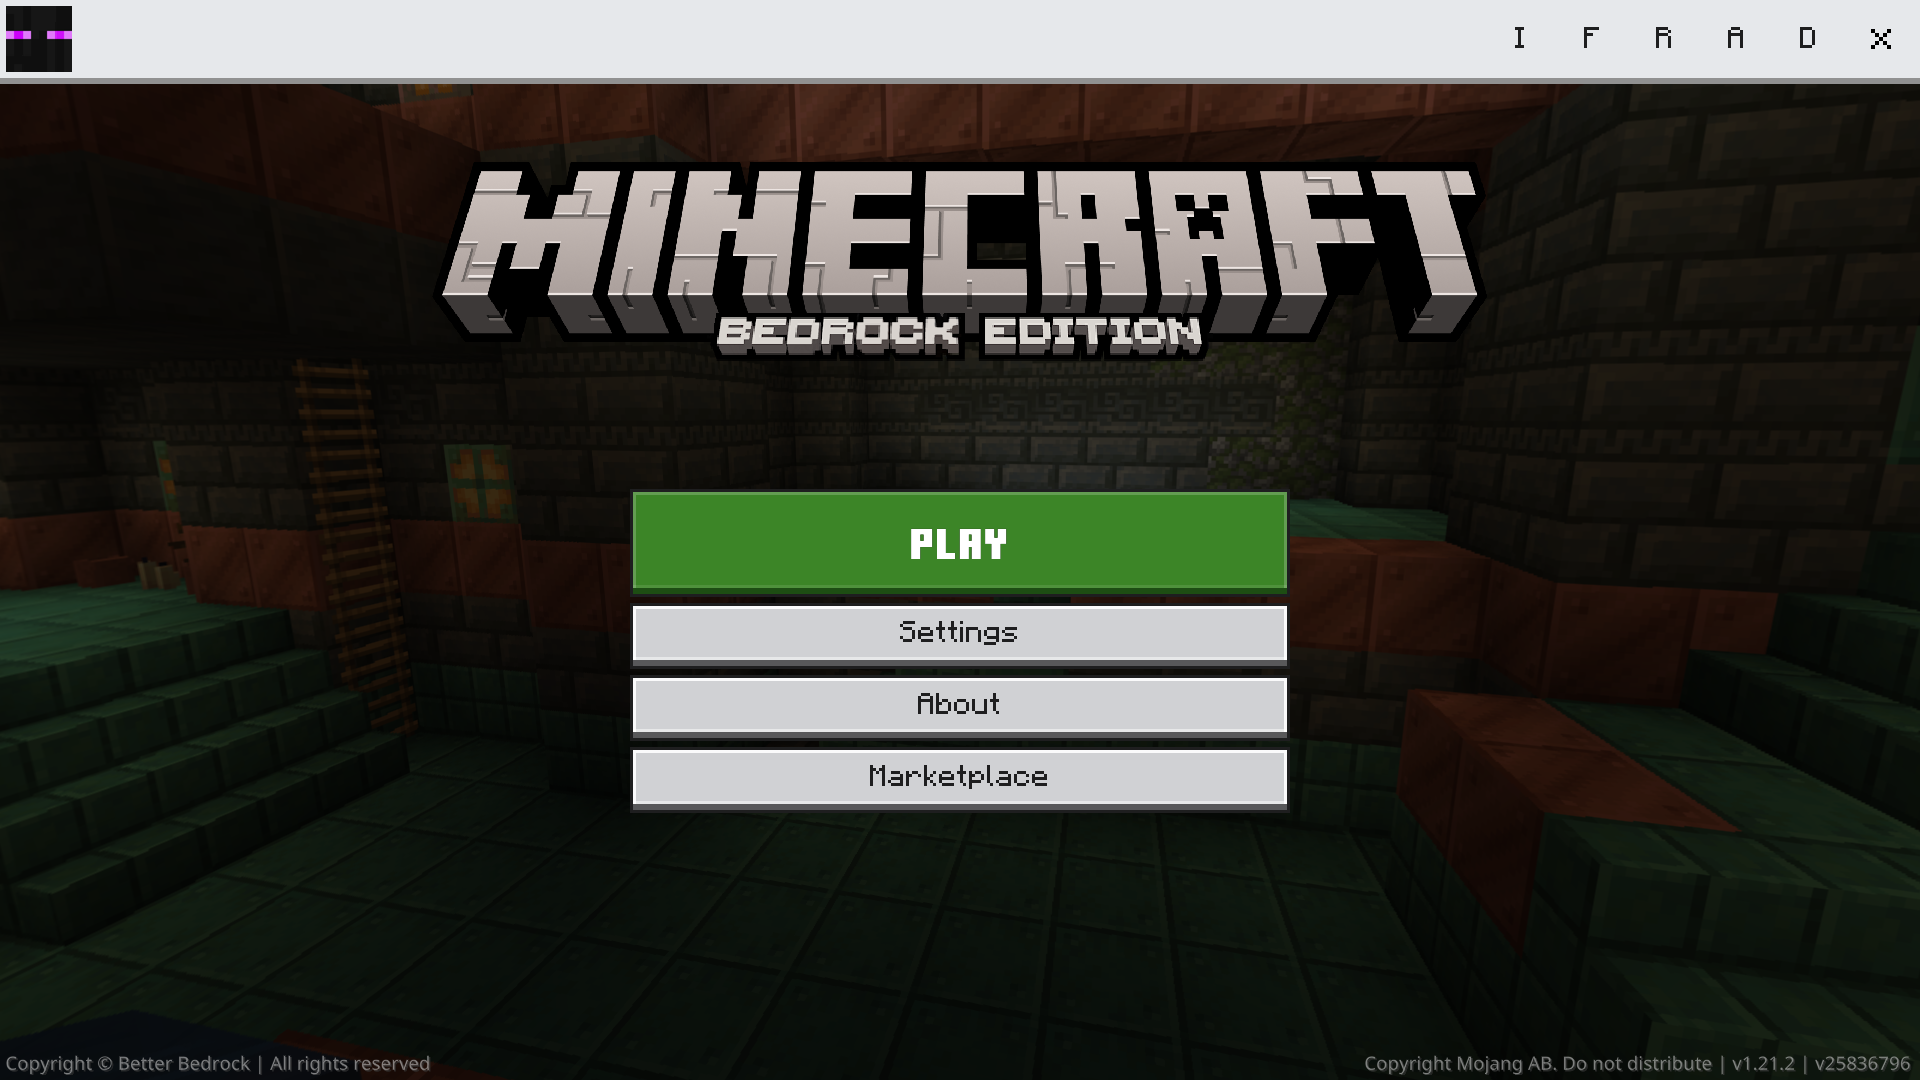 I F R A D X
MINECRAFT
BEDROCK EDITION
PLAY
Settings
About
Marketplace
Copyright © Better Bedrock | All rights reserved
Copyright Mojang AB. Do not distribute | v1.21.2 | v25836796